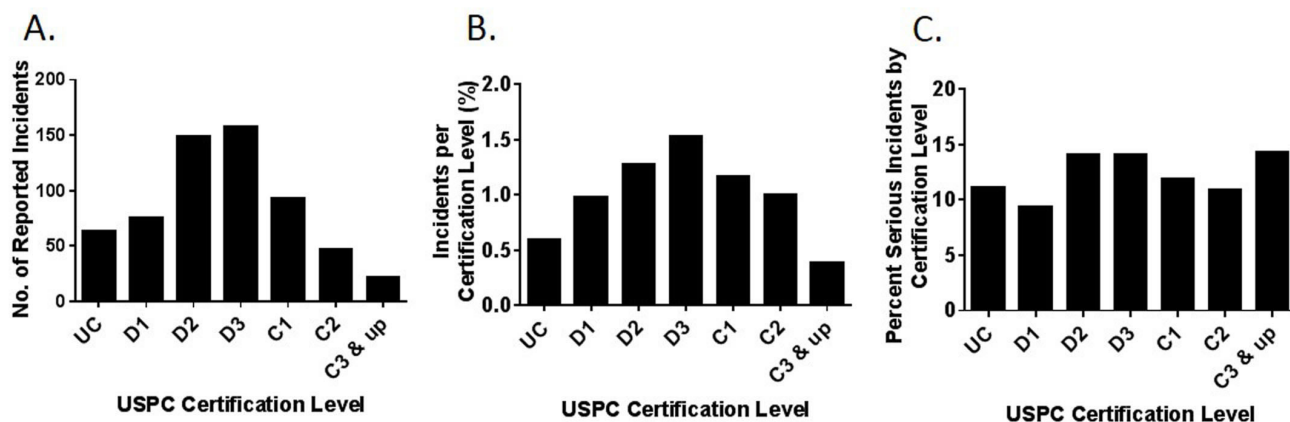 A.
No. of Reported Incidents
200
150
100
50
0
UC
D1
D2
D3
C1
C2
C3 & up
USPC Certification Level
B.
Incidents per
Certification Level (%)
2.0
1.5
1.0
0.5
0.0
UC
D1
D2
D3
C1
C2
C3 & up
USPC Certification Level
C.
Percent Serious Incidents by
Certification Level
20
15
10
5
0
UC
D1
D2
D3
C1
C2
C3 & up
USPC Certification Level